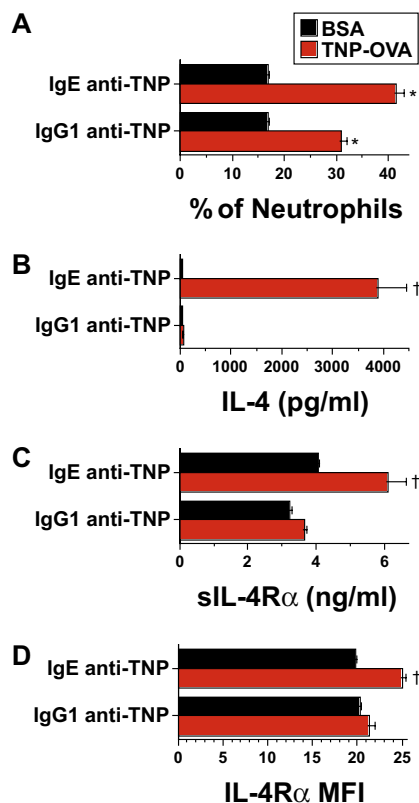 A
BSA
TNP-OVA
IgE anti-TNP
*
IgG1 anti-TNP
*
0 10 20 30 40
% of Neutrophils
B
IgE anti-TNP
†
IgG1 anti-TNP
0 1000 2000 3000 4000
IL-4 (pg/ml)
C
IgE anti-TNP
†
IgG1 anti-TNP
0 2 4 6
sIL-4Rα (ng/ml)
D
IgE anti-TNP
†
IgG1 anti-TNP
0 5 10 15 20 25
IL-4Rα MFI